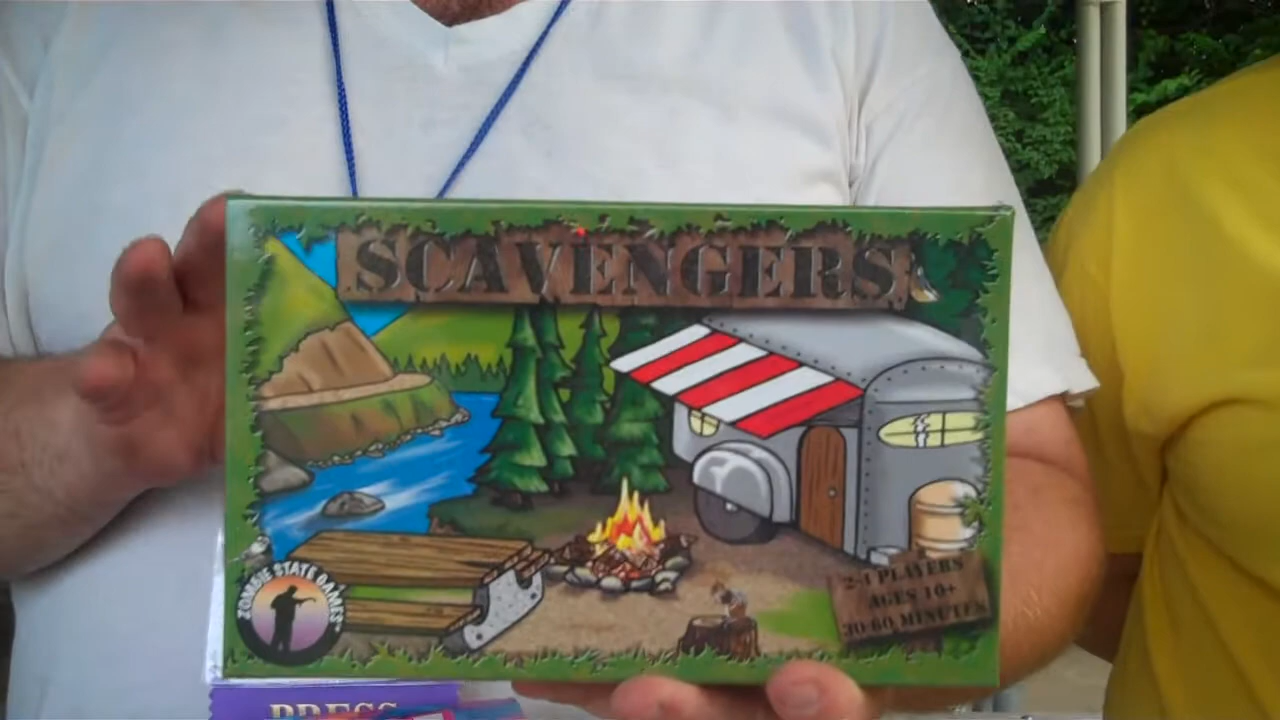 SCAVENGERS
2-4 PLAYERS
AGES 10+
30-60 MINUTES
ZOMBIE STATE GAMES
PRESS